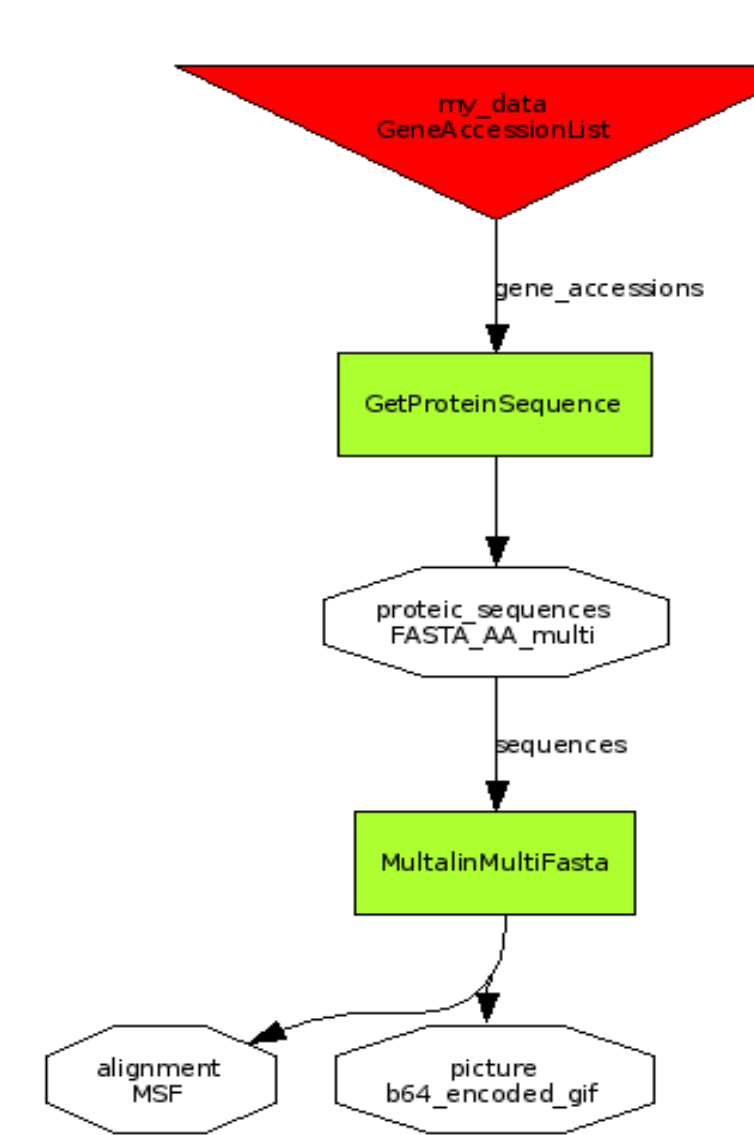 my_data
GeneAccessionList
gene_accessions
GetProteinSequence
proteic_sequences
FASTA_AA_multi
sequences
MultalinMultiFasta
alignment
MSF
picture
b64_encoded_gif